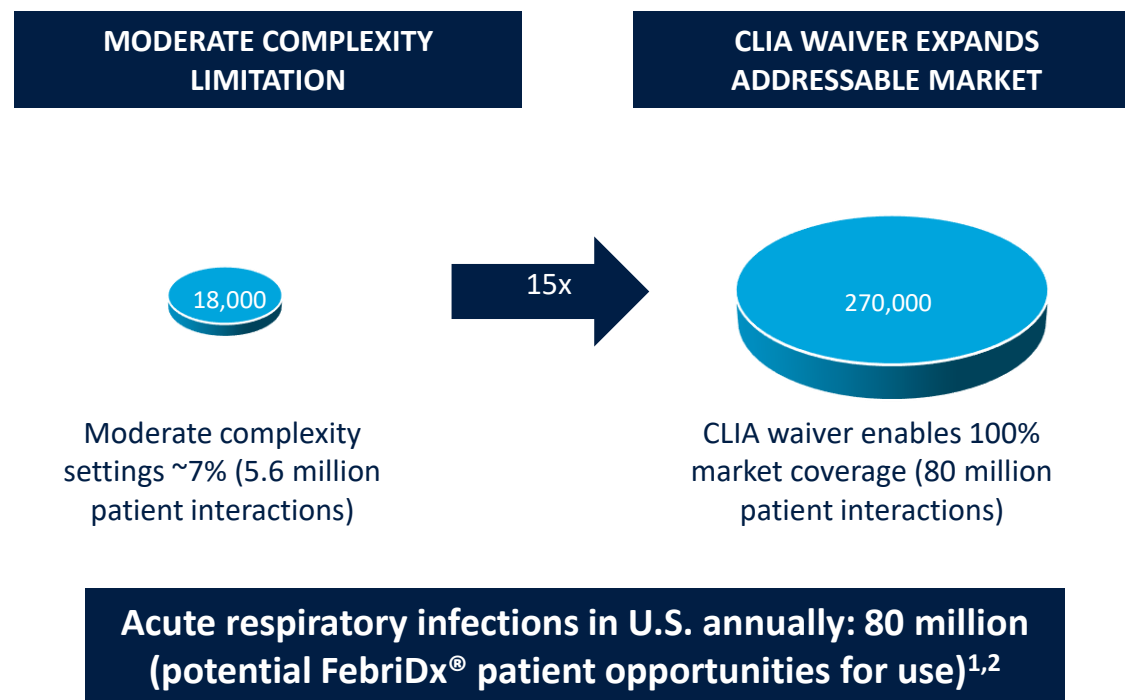 MODERATE COMPLEXITY
LIMITATION
CLIA WAIVER EXPANDS
ADDRESSABLE MARKET
18,000
15x
270,000
Moderate complexity
settings ~7% (5.6 million
patient interactions)
CLIA waiver enables 100%
market coverage (80 million
patient interactions)
Acute respiratory infections in U.S. annually: 80 million
(potential FebriDx® patient opportunities for use)¹,²